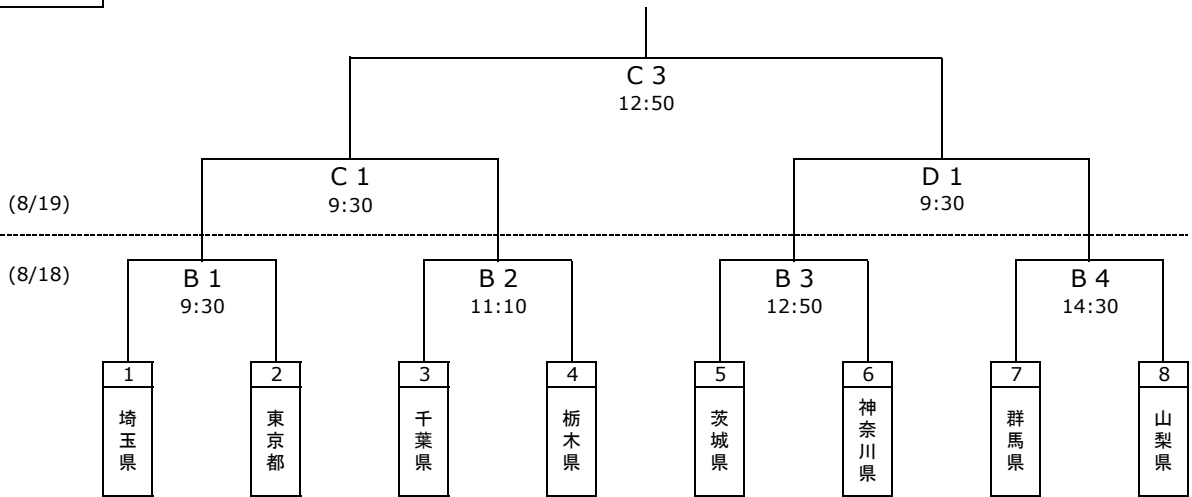 C 3
12:50
C 1
D 1
(8/19)
9:30
9:30
(8/18)
B 1
B 2
B 3
B 4
9:30
11:10
12:50
14:30
1
2
3
4
5
6
7
8
埼玉県
東京都
千葉県
栃木県
茨城県
神奈川県
群馬県
山梨県